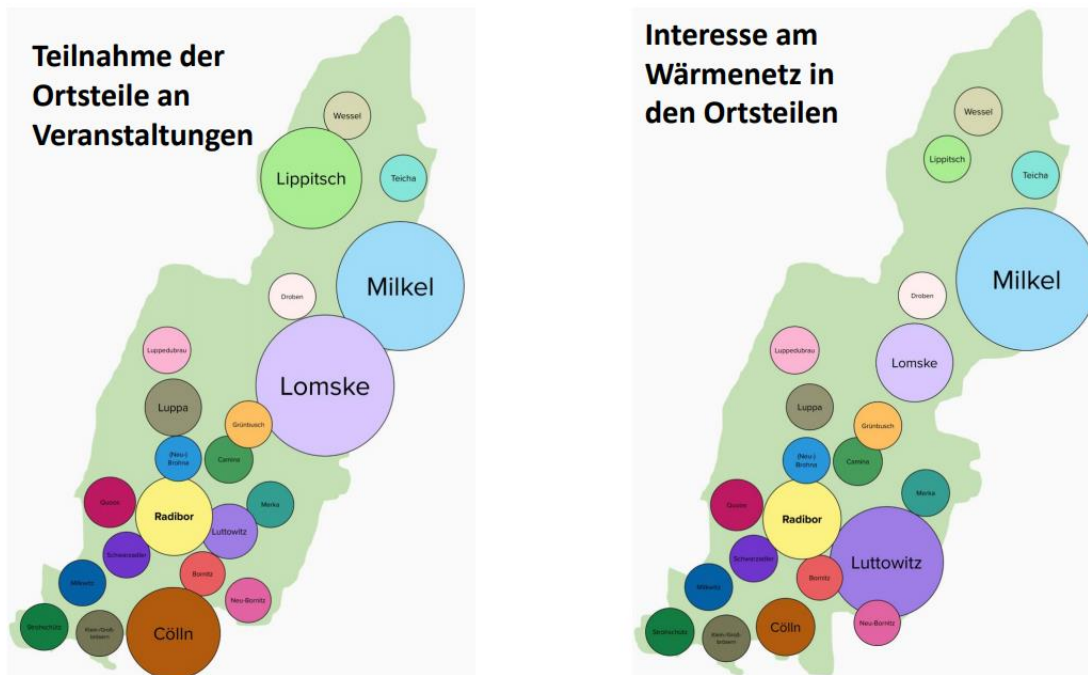 Teilnahme der
Ortsteile an
Veranstaltungen
Wessel
Lippitsch
Teicha
Milkel
Droben
Luppedubrau
Lomske
Luppa
Grünbusch
(Neu-)
Brohna
Camina
Quoos
Radibor
Merka
Luttowitz
Schwarzadler
Bornitz
Milkwitz
Neu-Bornitz
Strohschütz
Cölln
Interesse am
Wärmenetz in
den Ortsteilen
Wessel
Lippitsch
Teicha
Milkel
Droben
Luppedubrau
Lomske
Luppa
Grünbusch
(Neu-)
Brohna
Camina
Merka
Quoos
Radibor
Schwarzadler
Luttowitz
Bornitz
Milkwitz
Cölln
Neu-Bornitz
Strohschütz